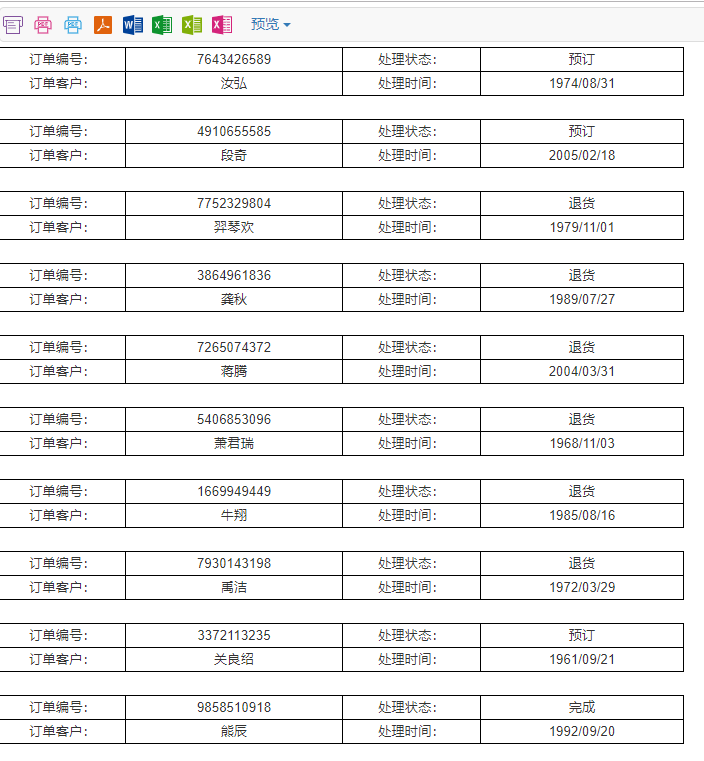 预览
订单编号: 7643426589 处理状态: 预订
订单客户: 汝弘 处理时间: 1974/08/31
订单编号: 4910655585 处理状态: 预订
订单客户: 段奇 处理时间: 2005/02/18
订单编号: 7752329804 处理状态: 退货
订单客户: 羿琴欢 处理时间: 1979/11/01
订单编号: 3864961836 处理状态: 退货
订单客户: 龚秋 处理时间: 1989/07/27
订单编号: 7265074372 处理状态: 退货
订单客户: 蒋腾 处理时间: 2004/03/31
订单编号: 5406853096 处理状态: 退货
订单客户: 萧君瑞 处理时间: 1968/11/03
订单编号: 1669949449 处理状态: 退货
订单客户: 牛翔 处理时间: 1985/08/16
订单编号: 7930143198 处理状态: 退货
订单客户: 禹洁 处理时间: 1972/03/29
订单编号: 3372113235 处理状态: 预订
订单客户: 关良绍 处理时间: 1961/09/21
订单编号: 9858510918 处理状态: 完成
订单客户: 熊辰 处理时间: 1992/09/20